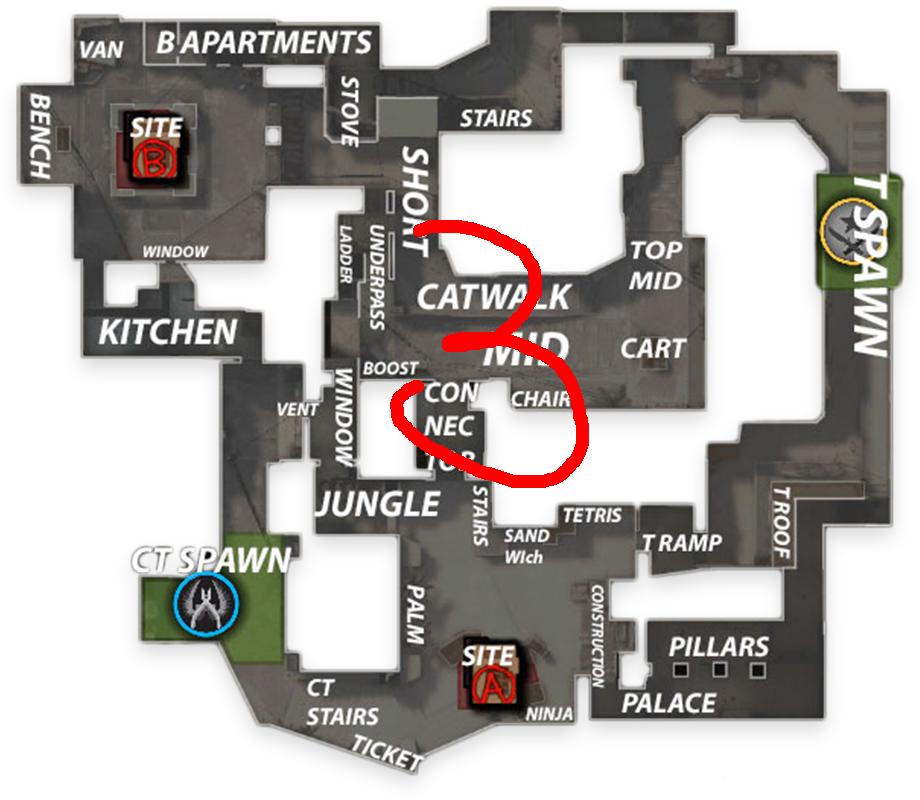 VAN
B APARTMENTS
BENCH
STOVE
SITE
B
STAIRS
SHORT
T SPAWN
WINDOW
LADDER
UNDERPASS
TOP
MID
CATWALK
KITCHEN
3
MID
CART
BOOST
WINDOW
VENT
CON
NEC
TOR
CHAIR
JUNGLE
STAIRS
TETRIS
SAND
WIch
T RAMP
T ROOF
CT SPAWN
PALM
CONSTRUCTION
SITE
A
PILLARS
PALACE
NINJA
CT
STAIRS
TICKET